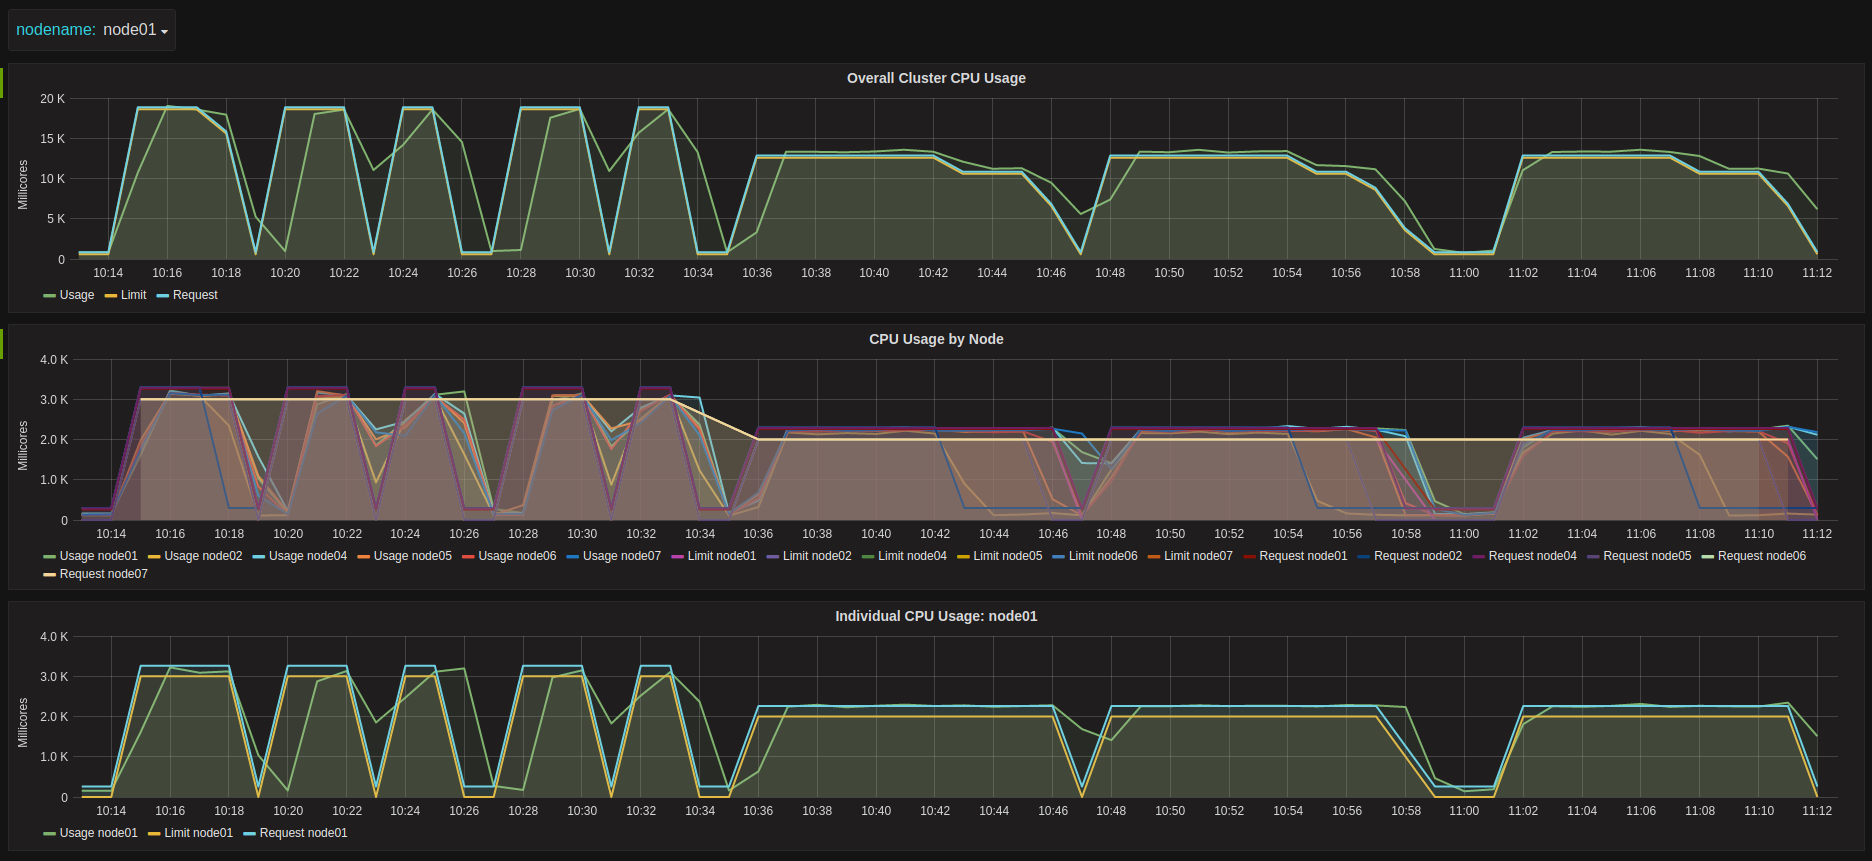 nodename: node01
Overall Cluster CPU Usage
20 K
15 K
10 K
5 K
0
Millicores
10:14 10:16 10:18 10:20 10:22 10:24 10:26 10:28 10:30 10:32 10:34 10:36 10:38 10:40 10:42 10:44 10:46 10:48 10:50 10:52 10:54 10:56 10:58 11:00 11:02 11:04 11:06 11:08 11:10 11:12
Usage Limit Request
CPU Usage by Node
4.0 K
3.0 K
2.0 K
1.0 K
0
Millicores
10:14 10:16 10:18 10:20 10:22 10:24 10:26 10:28 10:30 10:32 10:34 10:36 10:38 10:40 10:42 10:44 10:46 10:48 10:50 10:52 10:54 10:56 10:58 11:00 11:02 11:04 11:06 11:08 11:10 11:12
Usage node01 Usage node02 Usage node04 Usage node05 Usage node06 Usage node07 Limit node01 Limit node02 Limit node04 Limit node05 Limit node06 Limit node07 Request node01 Request node02 Request node04 Request node05 Request node06
Request node07
Individual CPU Usage: node01
4.0 K
3.0 K
2.0 K
1.0 K
0
Millicores
10:14 10:16 10:18 10:20 10:22 10:24 10:26 10:28 10:30 10:32 10:34 10:36 10:38 10:40 10:42 10:44 10:46 10:48 10:50 10:52 10:54 10:56 10:58 11:00 11:02 11:04 11:06 11:08 11:10 11:12
Usage node01 Limit node01 Request node01